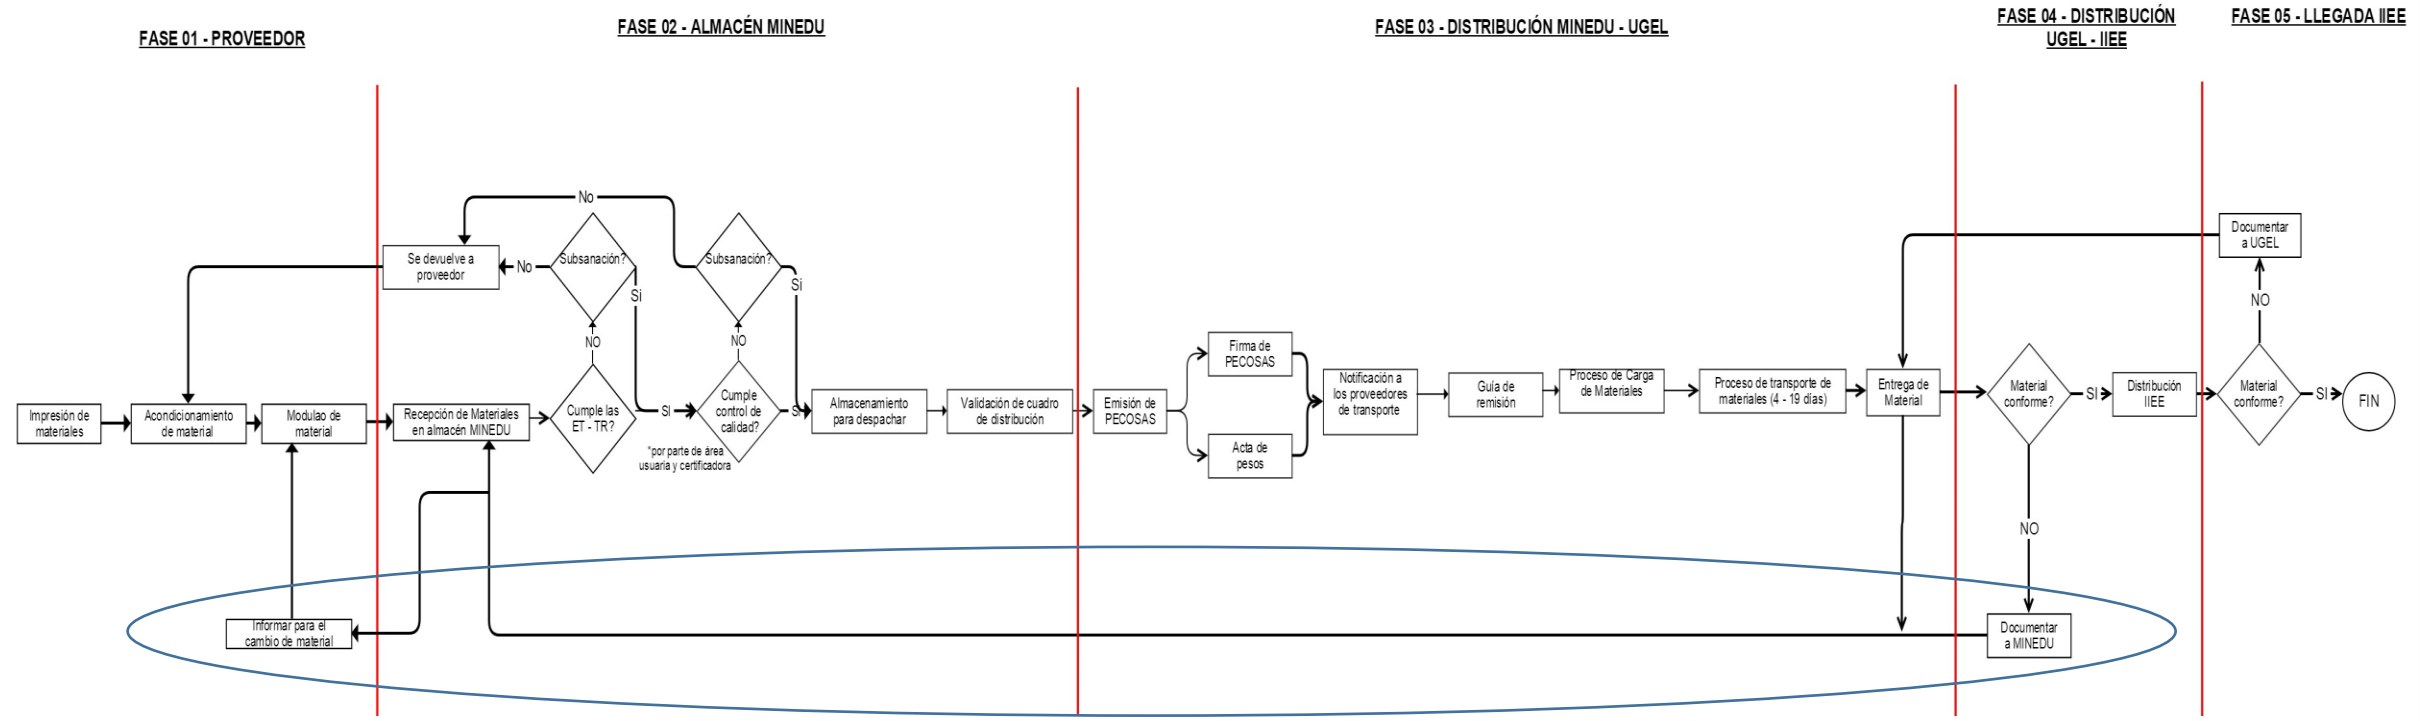 FASE 01 - PROVEEDOR
FASE 02 - ALMACÉN MINEDU
FASE 03 - DISTRIBUCIÓN MINEDU - UGEL
FASE 04 - DISTRIBUCIÓN
UGEL - IIEE
FASE 05 - LLEGADA IIEE
Impresión de
materiales
Acondicionamiento
de material
Modulao de
material
Informar para el
cambio de material
Se devuelve a
proveedor
No
No
Subsanación?
Si
NO
Subsanación?
Si
NO
Recepción de Materiales
en almacén MINEDU
Cumple las
ET - TR?
SI
Cumple
control de
calidad?
SI
*por parte de área
usuaria y certificadora
Almacenamiento
para despachar
Validación de cuadro
de distribución
Emisión de
PECOSAS
Firma de
PECOSAS
Acta de
pesos
Notificación a
los proveedores
de transporte
Guía de
remisión
Proceso de Carga
de Materiales
Proceso de transporte de
materiales (4 - 19 días)
Entrega de
Material
Material
conforme?
SI
NO
Documentar
a MINEDU
Distribución
IIEE
Documentar
a UGEL
NO
Material
conforme?
SI
FIN